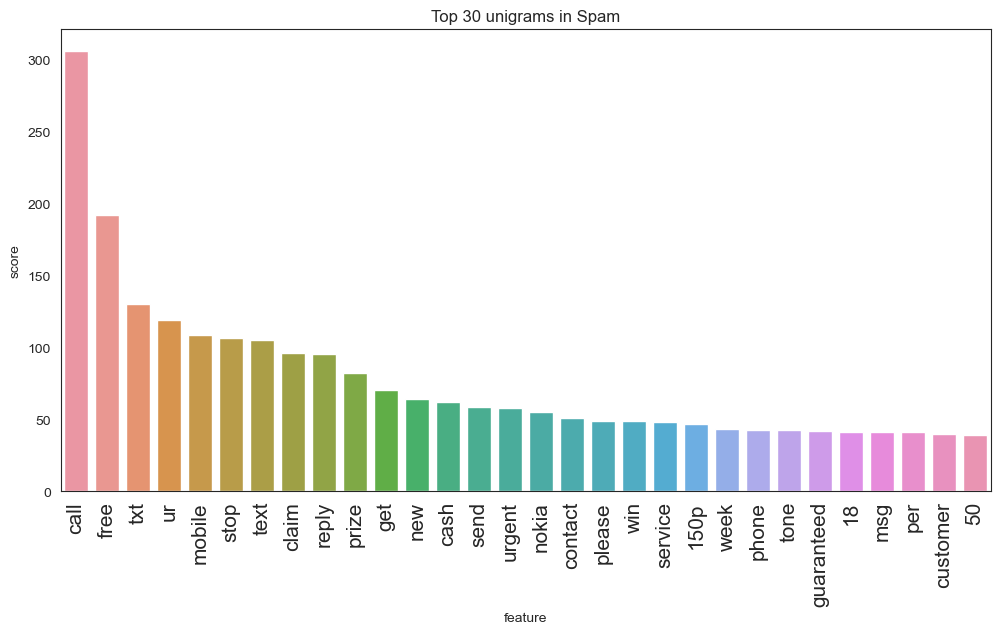 Top 30 unigrams in Spam
score
300
250
200
150
100
50
0
call
free
txt
ur
mobile
stop
text
claim
reply
prize
get
new
cash
send
urgent
nokia
contact
please
win
service
150p
week
phone
tone
guaranteed
18
msg
per
customer
50
feature